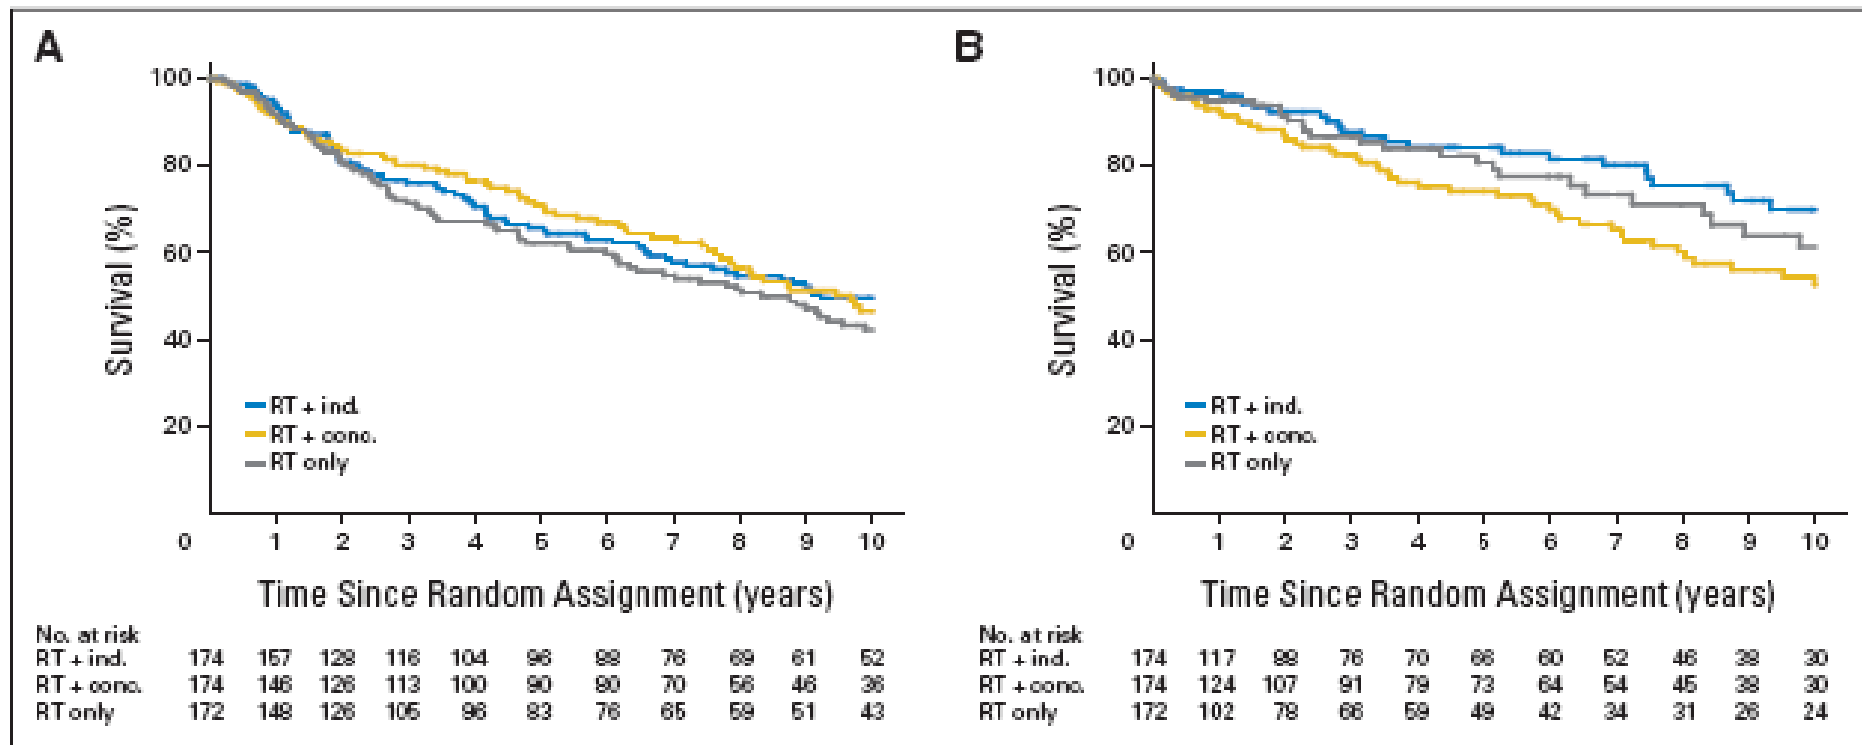 A
100
80
60
40
20
Survival (%)
RT + ind.
RT + conc.
RT only
0 1 2 3 4 5 6 7 8 9 10
Time Since Random Assignment (years)
No. at risk
RT + ind. 174 157 128 116 104 96 88 76 69 61 52
RT + conc. 174 146 126 113 100 90 80 70 56 46 36
RT only 172 148 126 105 96 83 76 65 59 51 43
B
100
80
60
40
20
Survival (%)
RT + ind.
RT + conc.
RT only
0 1 2 3 4 5 6 7 8 9 10
Time Since Random Assignment (years)
No. at risk
RT + ind. 174 117 98 76 70 66 60 52 46 38 30
RT + conc. 174 124 107 91 79 73 64 54 45 38 30
RT only 172 102 78 66 59 49 42 34 31 26 24